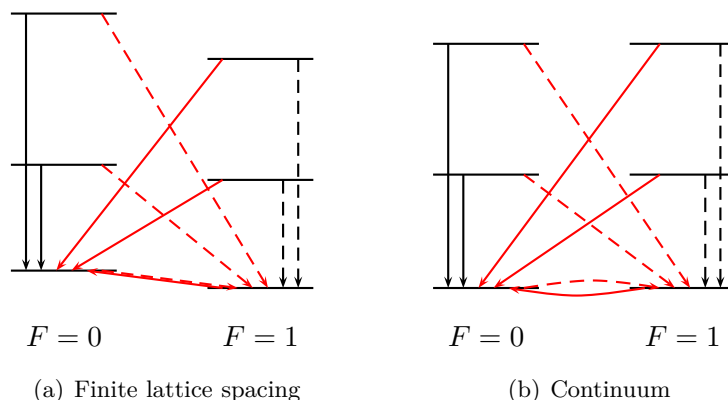 F = 0 F = 1 F = 0 F = 1
(a) Finite lattice spacing (b) Continuum